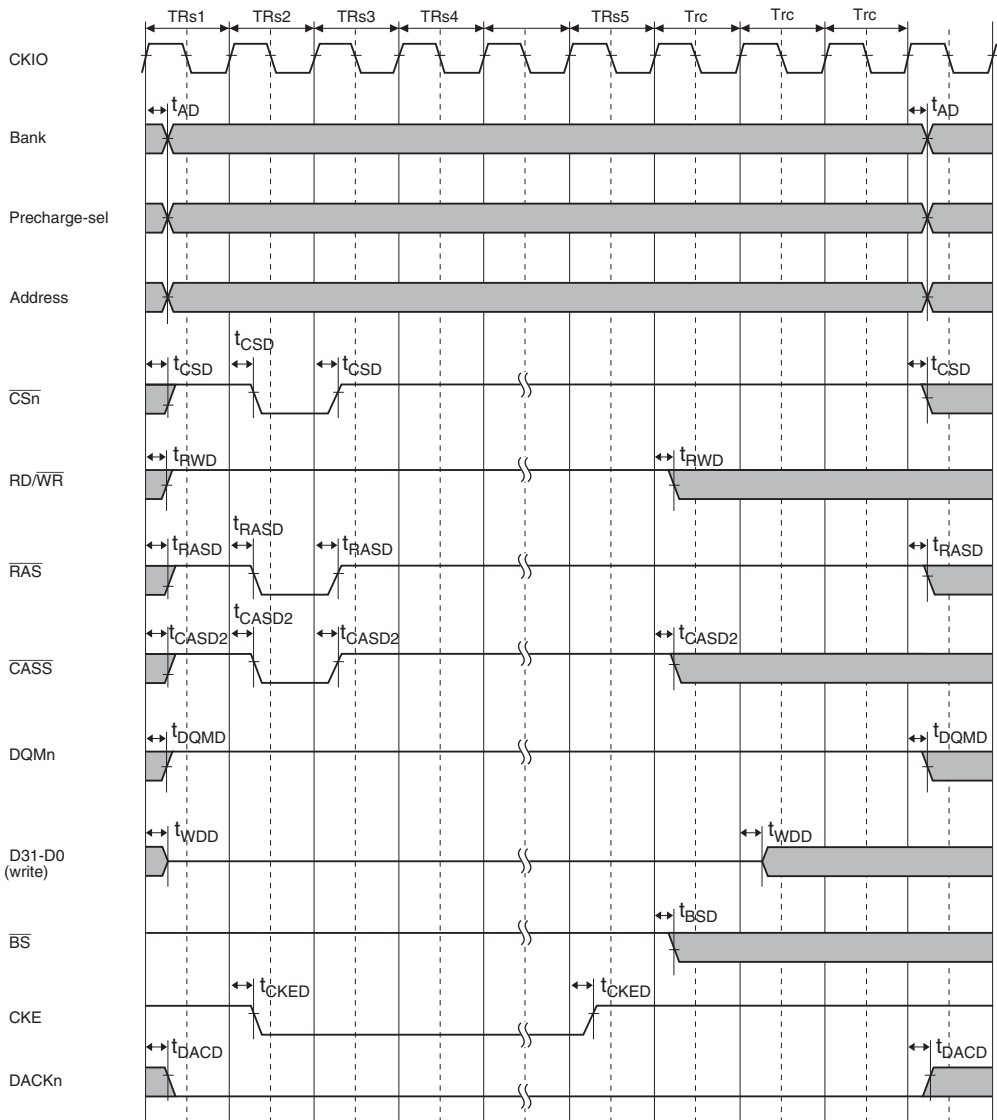 TRs1 TRs2 TRs3 TRs4 TRs5 Trc Trc Trc
CKIO
tAD tAD
Bank
Precharge-sel
Address
tCSD tCSD tCSD tCSD
CSn
tRWD tRWD
RD/WR
tRASD tRASD tRASD tRASD
RAS
tCASD2 tCASD2 tCASD2 tCASD2
CASS
tDQMD tDQMD
DQMn
tWDD tWDD
D31-D0
(write)
tBSD
BS
tCKED tCKED
CKE
tDACD tDACD
DACKn